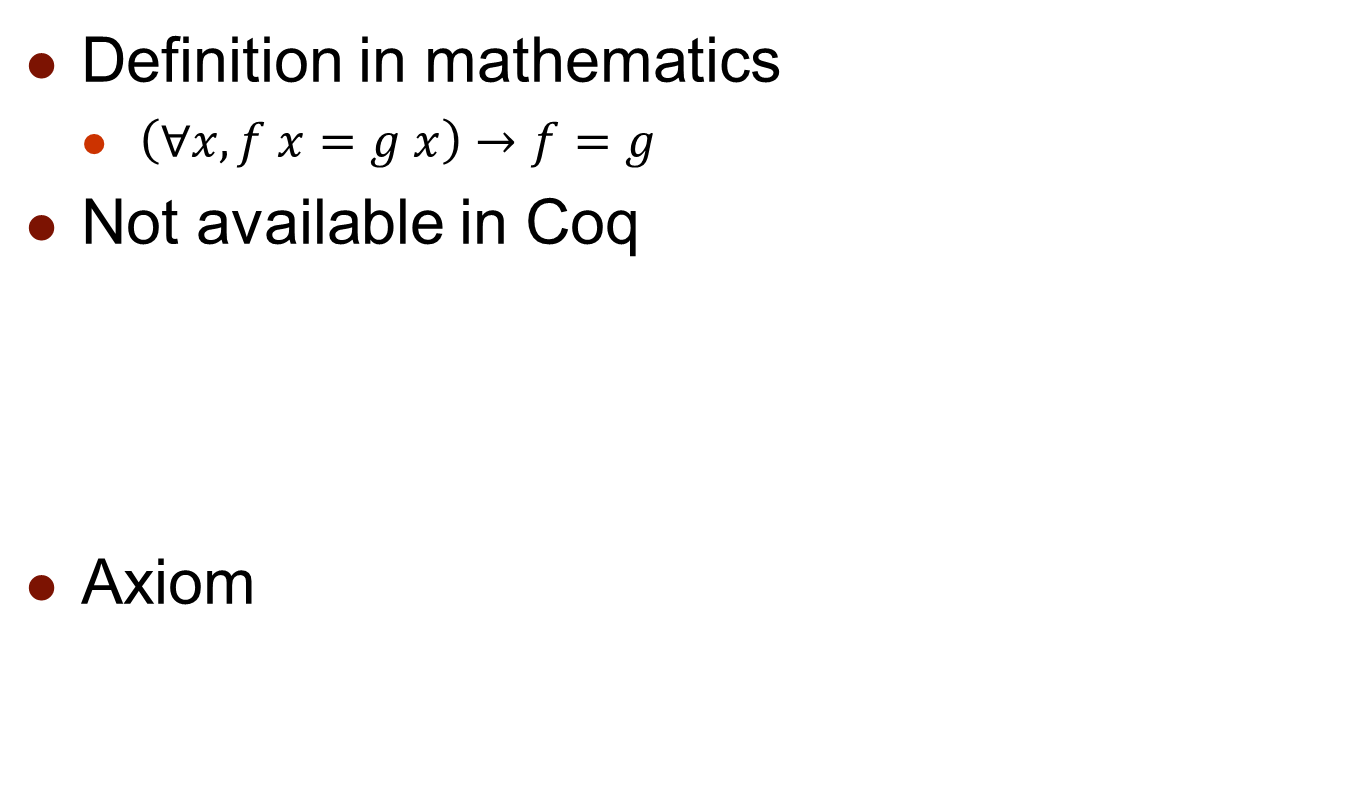 • Definition in mathematics
• (∀x, f x = g x) → f = g
• Not available in Coq
• Axiom